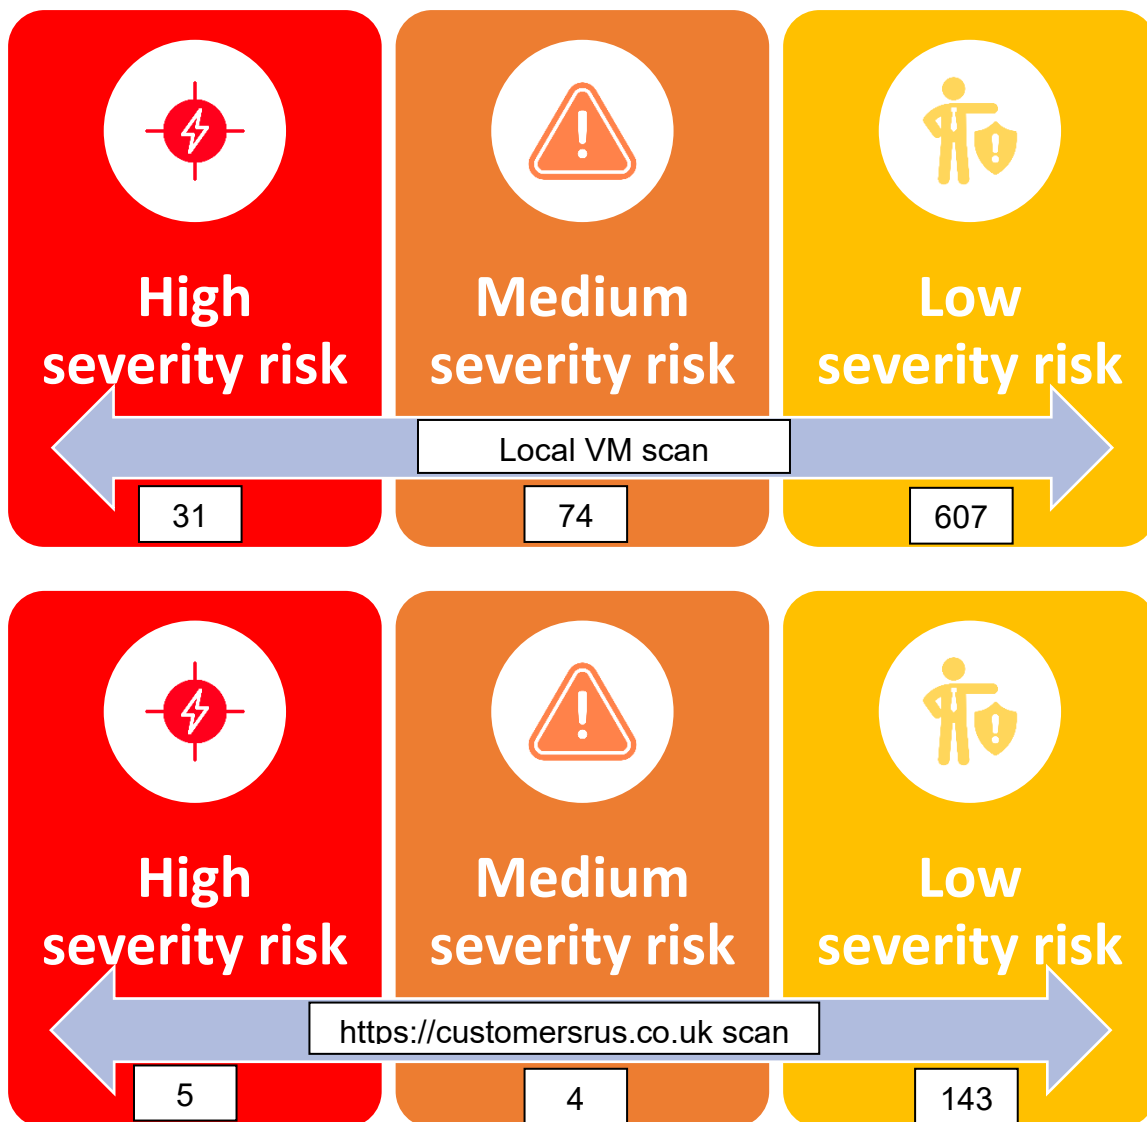 High
severity risk
Medium
severity risk
Low
severity risk
Local VM scan
31
74
607
High
severity risk
Medium
severity risk
Low
severity risk
https://customersrus.co.uk scan
5
4
143